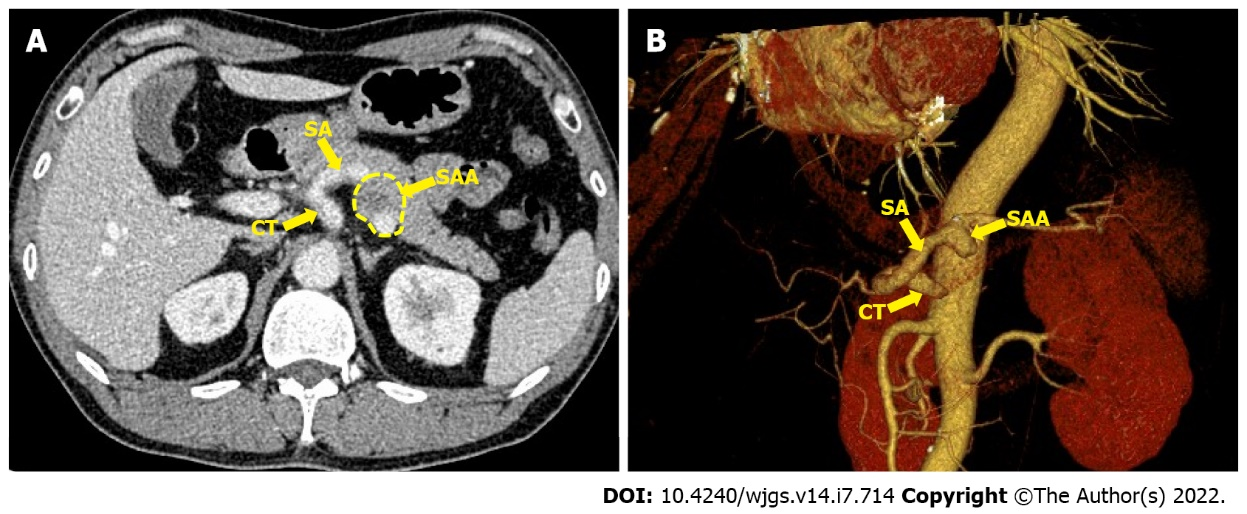 A
SA
SAA
CT
B
SA
SAA
CT
DOI: 10.4240/wjgs.v14.i7.714 Copyright ©The Author(s) 2022.